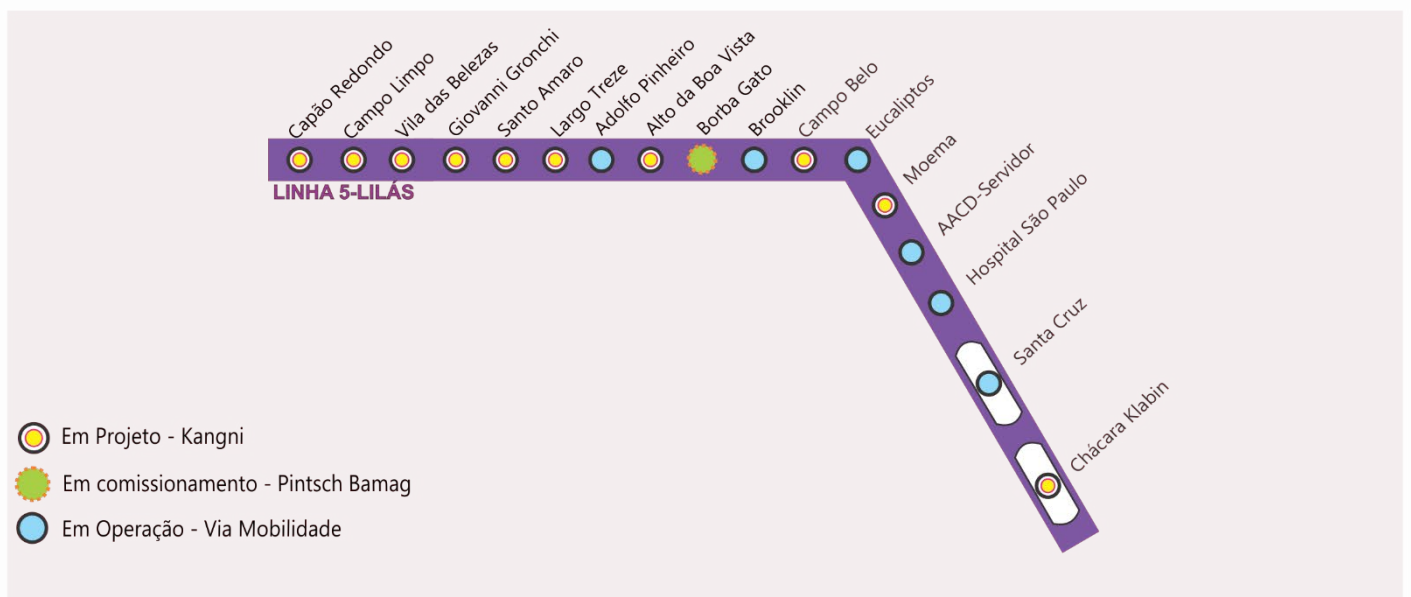 Capão Redondo
Campo Limpo
Vila das Belezas
Giovanni Gronchi
Santo Amaro
Largo Treze
Adolfo Pinheiro
Alto da Boa Vista
Borba Gato
Brooklin
Campo Belo
Eucaliptos
Moema
AACD-Servidor
Hospital São Paulo
Santa Cruz
Chácara Klabin
LINHA 5-LILÁS
Em Projeto - Kangni
Em comissionamento - Pintsch Bamag
Em Operação - Via Mobilidade